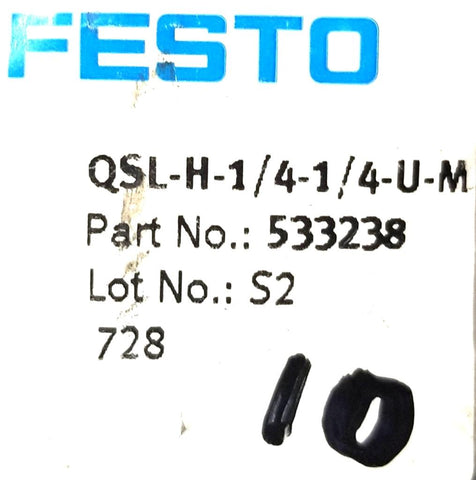 FESTO
QSL-H-1/4-1/4-U-M
Part No.: 533238
Lot No.: S2
728
10